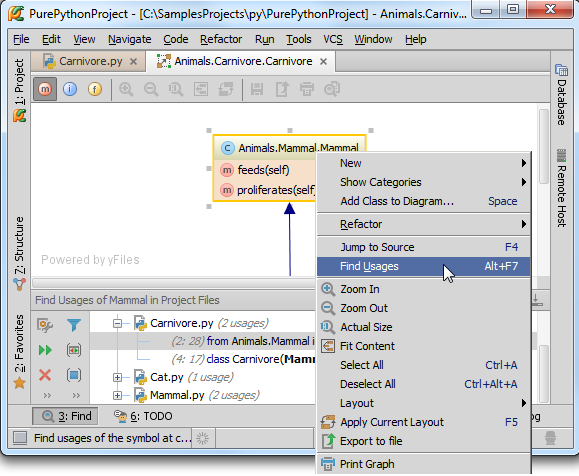 PurePythonProject - [C:\SamplesProjects\py\PurePythonProject] - Animals.Carniv...
File Edit View Navigate Code Refactor Run Tools VCS Window Help
Carnivore.py
Animals.Carnivore.Carnivore
1: Project
Z: Structure
2: Favorites
Database
Remote Host
m i f
C Animals.Mammal.Mammal
m feeds(self)
m proliferates(self)
Powered by yFiles
New
Show Categories
Add Class to Diagram... Space
Refactor
Jump to Source F4
Find Usages Alt+F7
Zoom In
Zoom Out
Actual Size
Fit Content
Select All Ctrl+A
Deselect All Ctrl+Alt+A
Layout
Apply Current Layout F5
Export to file
Print Graph
Find Usages of Mammal in Project Files
Carnivore.py (2 usages)
(2: 28) from Animals.Mammal
(4: 17) class Carnivore(Mamm
Cat.py (1 usage)
Mammal.py (2 usages)
3: Find
6: TODO
og
Find usages of the symbol at c...